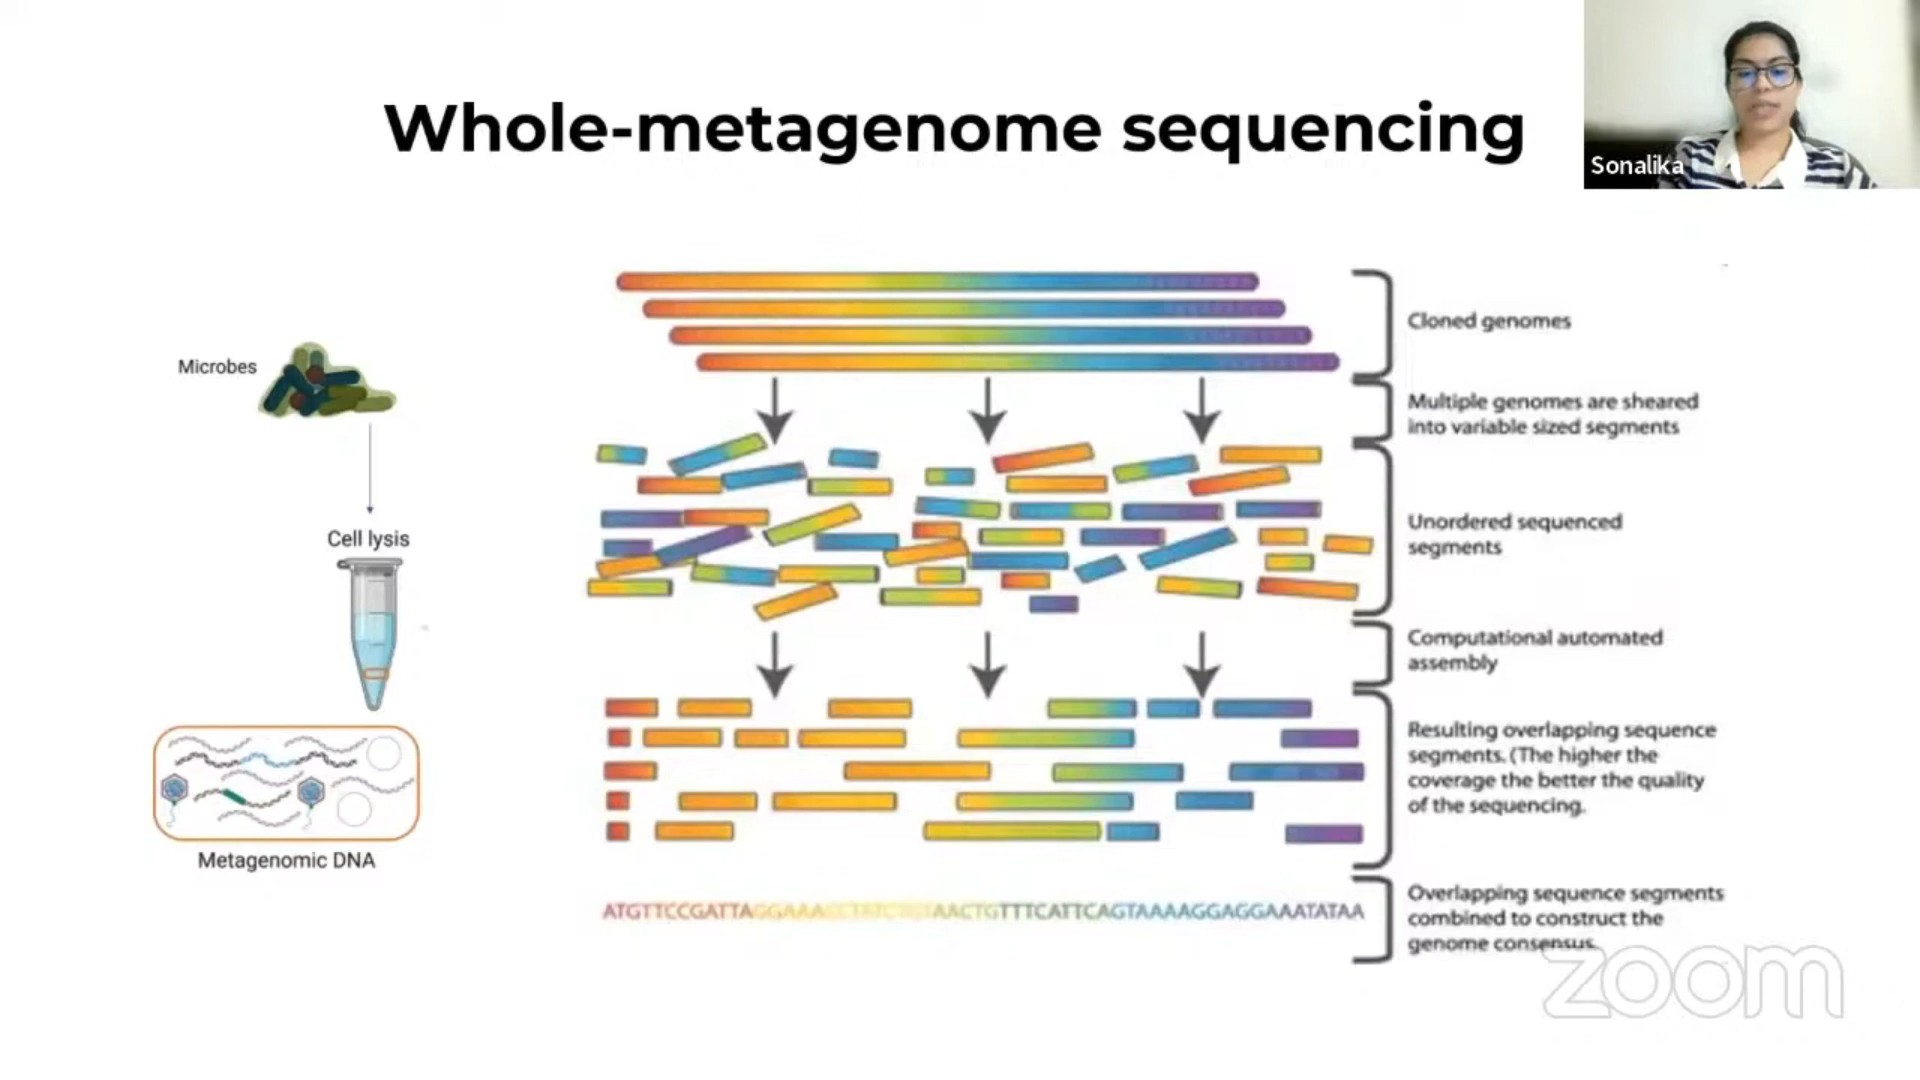 Whole-metagenome sequencing
Sonalika
Microbes
Cell lysis
Metagenomic DNA
Cloned genomes
Multiple genomes are sheared
into variable sized segments
Unordered sequenced
segments
Computational automated
assembly
Resulting overlapping sequence
segments. (The higher the
coverage the better the quality
of the sequencing.
Overlapping sequence segments
combined to construct the
genome consensus
zoom